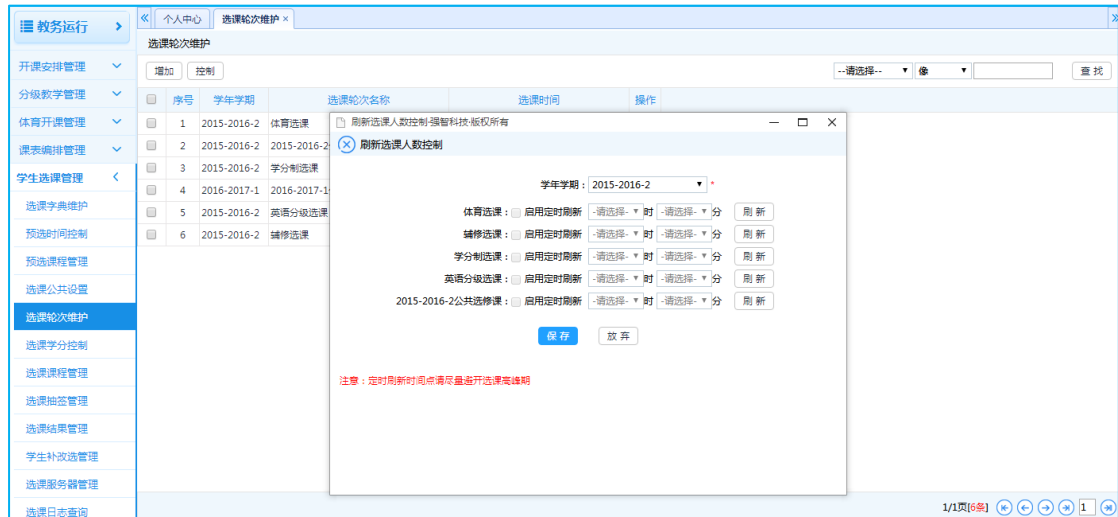 教务运行
个人中心 选课轮次维护
选课轮次维护
增加 控制 --请选择-- 像 查 找
序号 学年学期 选课轮次名称 选课时间 操作
1 2015-2016-2 体育选课
2 2015-2016-2 2015-2016-2
3 2015-2016-2 学分制选课
4 2016-2017-1 2016-2017-1
5 2015-2016-2 英语分级选课
6 2015-2016-2 辅修选课
开课安排管理
分级教学管理
体育开课管理
课表编排管理
学生选课管理
选课字典维护
预选时间控制
预选课程管理
选课公共设置
选课轮次维护
选课学分控制
选课课程管理
选课抽签管理
选课结果管理
学生补改选管理
选课服务器管理
选课日志查询
刷新选课人数控制-强智科技-版权所有
刷新选课人数控制
学年学期： 2015-2016-2 *
体育选课： 启用定时刷新 -请选择- 时 -请选择- 分 刷 新
辅修选课： 启用定时刷新 -请选择- 时 -请选择- 分 刷 新
学分制选课： 启用定时刷新 -请选择- 时 -请选择- 分 刷 新
英语分级选课： 启用定时刷新 -请选择- 时 -请选择- 分 刷 新
2015-2016-2公共选修课： 启用定时刷新 -请选择- 时 -请选择- 分 刷 新
保 存 放 弃
注意：定时刷新时间点请尽量避开选课高峰期
1/1页[6条] 1